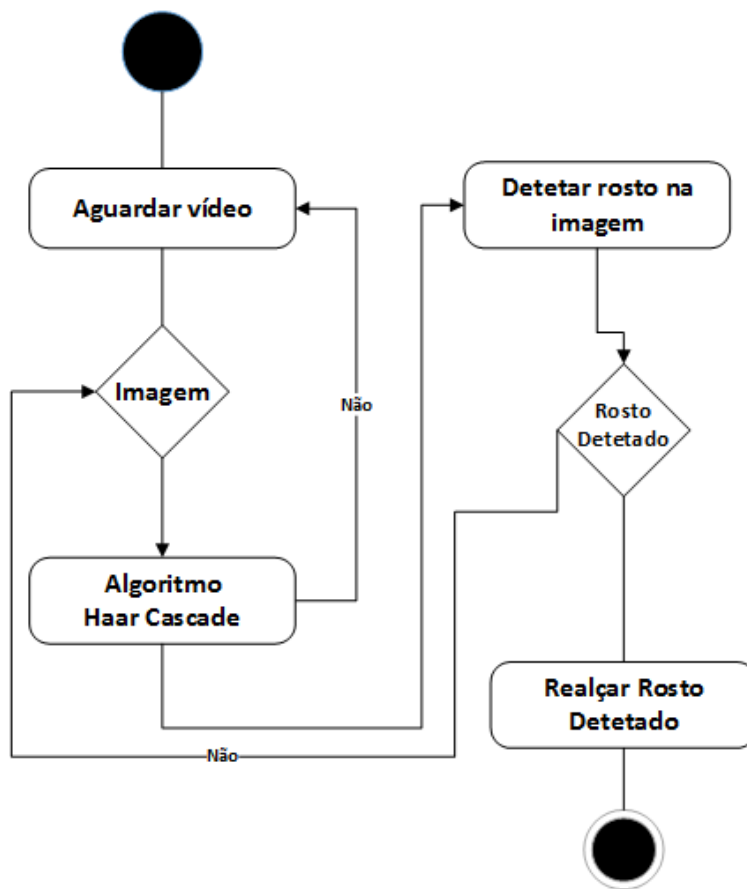 Aguardar vídeo
Imagem
Não
Algoritmo
Haar Cascade
Detetar rosto na
imagem
Rosto
Detetado
Realçar Rosto
Detetado
Não